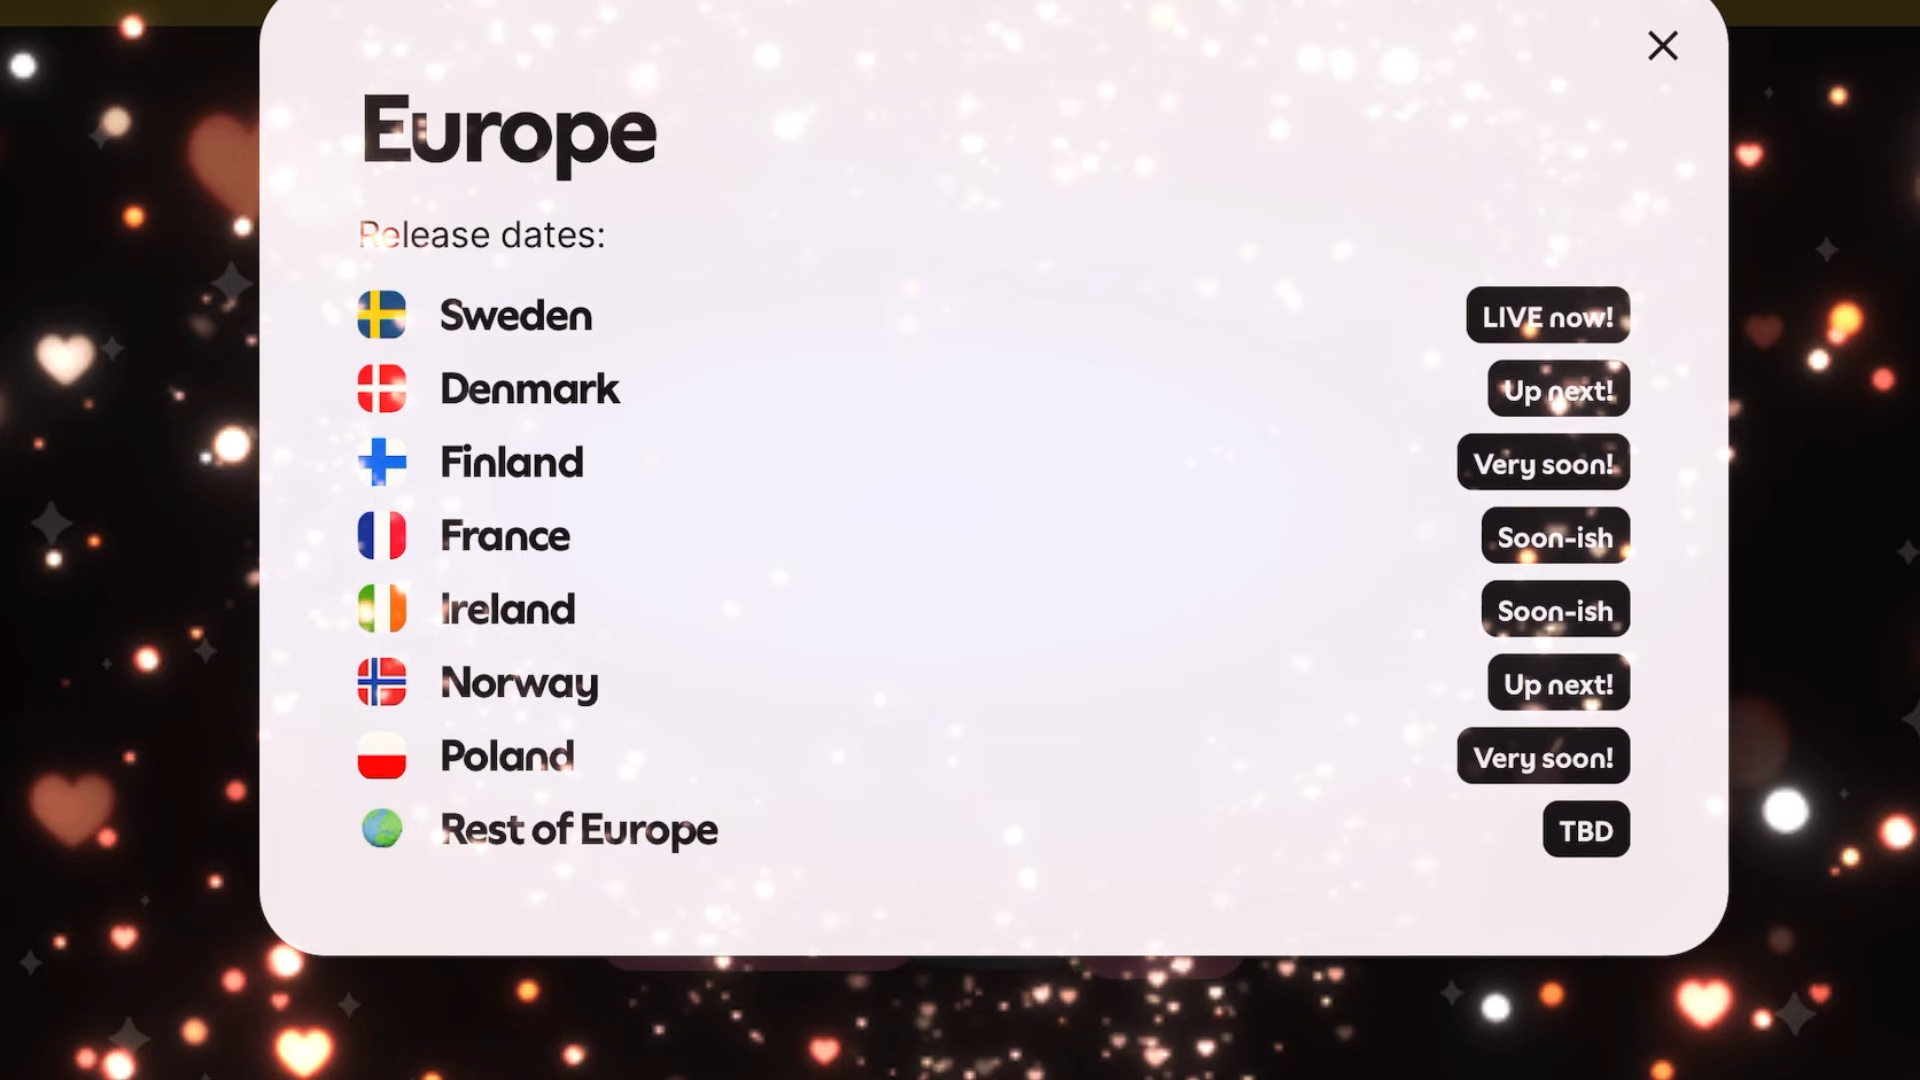 Europe
Release dates:
Sweden LIVE now!
Denmark Up next!
Finland Very soon!
France Soon-ish
Ireland Soon-ish
Norway Up next!
Poland Very soon!
Rest of Europe TBD